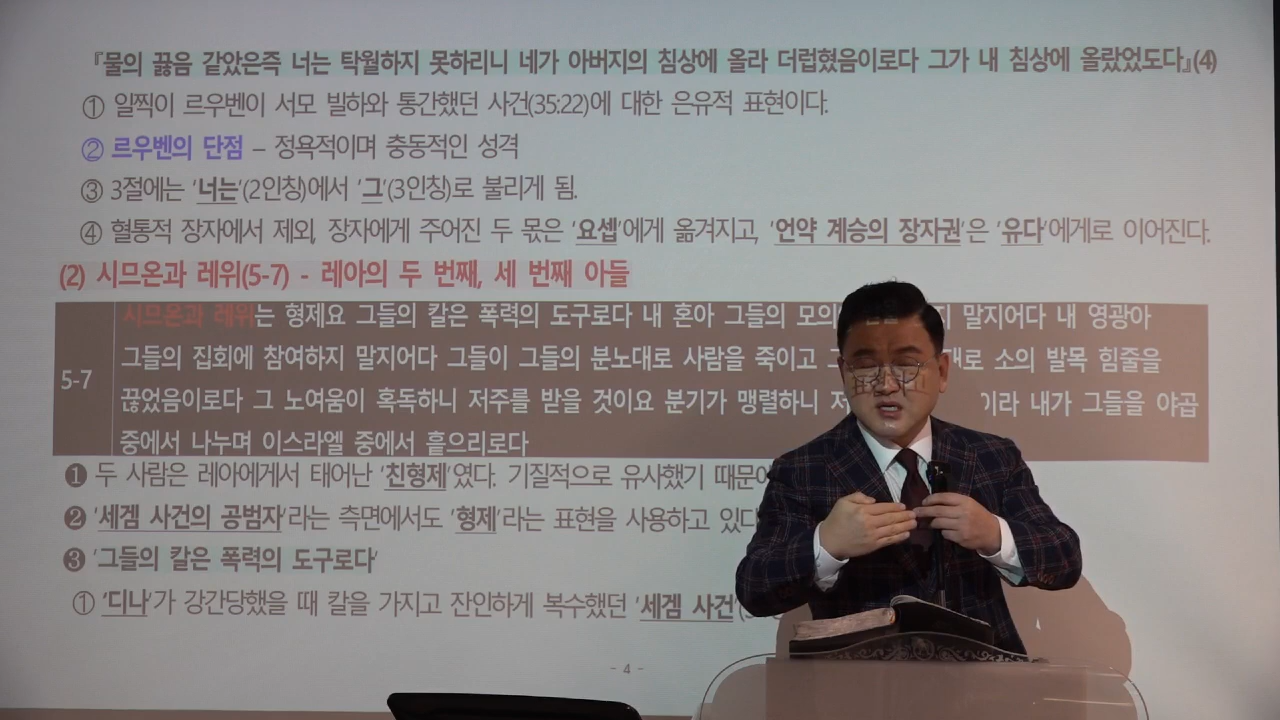 『물의 끓음 같았은즉 너는 탁월하지 못하리니 네가 아버지의 침상에 올라 더럽혔음이로다 그가 내 침상에 올랐었도다』(4)
① 일찍이 르우벤이 서모 빌하와 통간했던 사건(35:22)에 대한 은유적 표현이다.
② 르우벤의 단점 – 정욕적이며 충동적인 성격
③ 3절에는 '너는'(2인칭)에서 '그'(3인칭)로 불리게 됨.
④ 혈통적 장자에서 제외, 장자에게 주어진 두 몫은 '요셉'에게 옮겨지고, '언약 계승의 장자권'은 '유다'에게로 이어진다.
(2) 시므온과 레위(5-7) - 레아의 두 번째, 세 번째 아들
시므온과 레위는 형제요 그들의 칼은 폭력의 도구로다 내 혼아 그들의 모의 말지어다 내 영광아
5-7 그들의 집회에 참여하지 말지어다 그들이 그들의 분노대로 사람을 죽이고 소의 발목 힘줄을
끊었음이로다 그 노여움이 혹독하니 저주를 받을 것이요 분기가 맹렬하니 내가 그들을 야곱
중에서 나누며 이스라엘 중에서 흩으리로다
❶ 두 사람은 레아에게서 태어난 '친형제'였다. 기질적으로 유사했기
❷ '세겜 사건의 공범자'라는 측면에서도 '형제'라는 표현을 사용하고
❸ '그들의 칼은 폭력의 도구로다'
① '디나'가 강간당했을 때 칼을 가지고 잔인하게 복수했던 '세겜 사건'
- 4 -